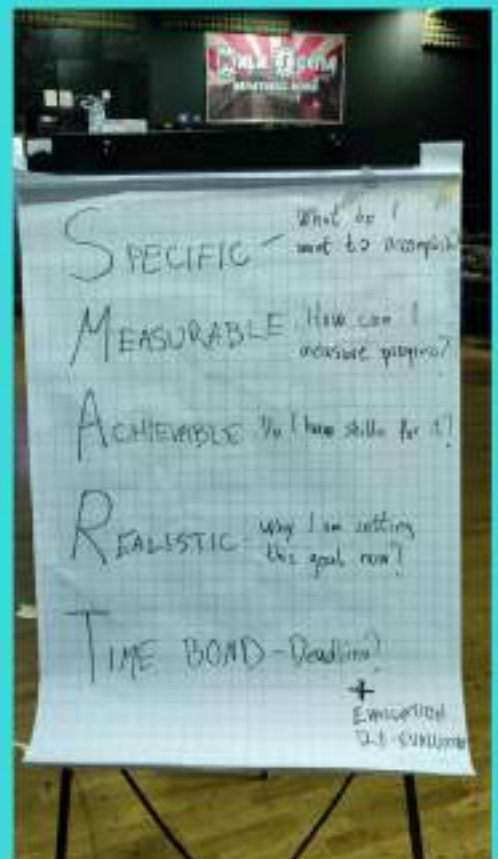 What do I
SPECIFIC - want to accomplish?
MEASURABLE How can I
measure progress?
ACHIEVABLE Do I have skills for it?
REALISTIC - why I am setting
this goal now?
TIME BOND - Deadline?
+
EVALUATION